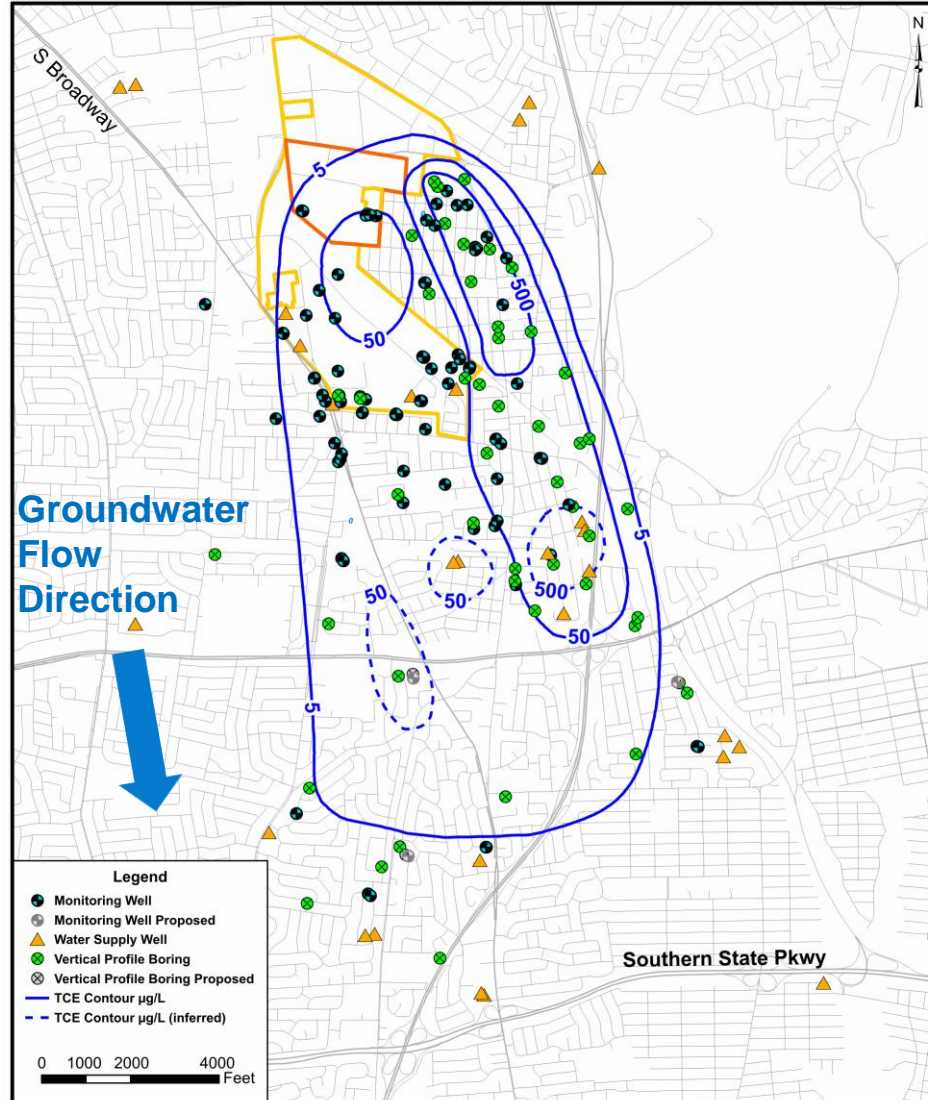 N
S Broadway
5
500
50
50
Groundwater
Flow
Direction
0
5
500
50
50
50
5
Southern State Pkwy
Legend
Monitoring Well
Monitoring Well Proposed
Water Supply Well
Vertical Profile Boring
Vertical Profile Boring Proposed
TCE Contour µg/L
TCE Contour µg/L (inferred)
0 1000 2000 4000
Feet